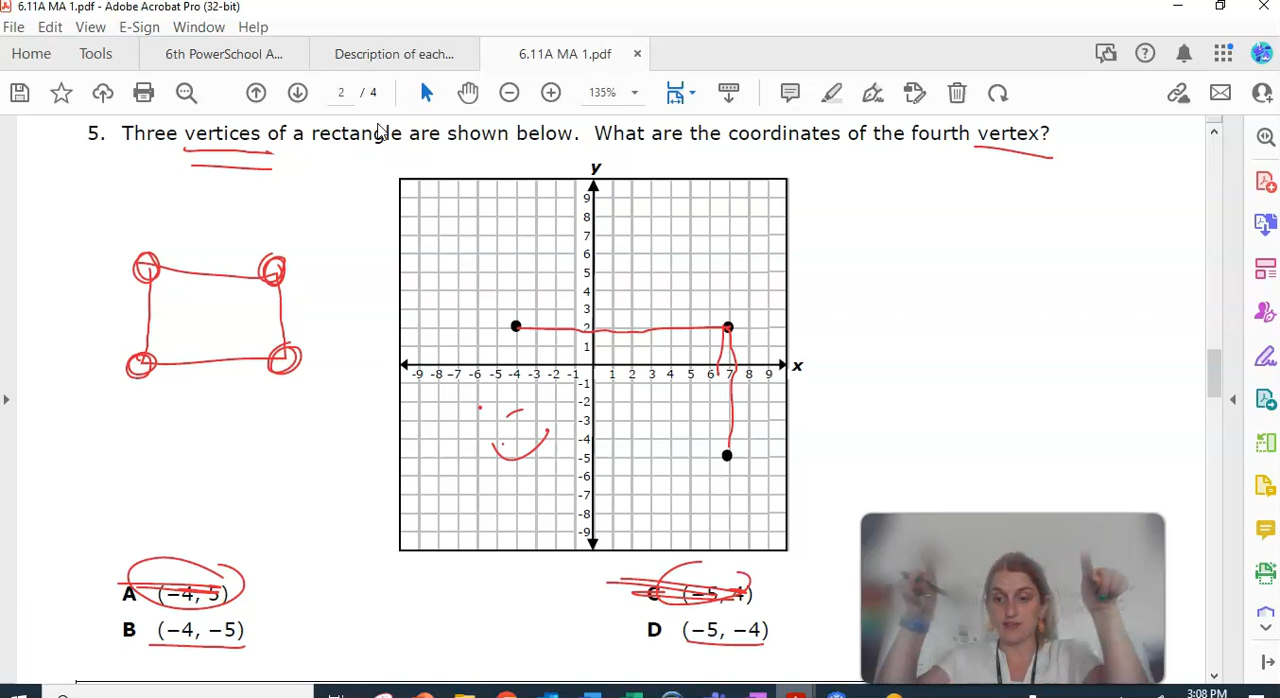 6.11A MA 1.pdf - Adobe Acrobat Pro (32-bit)
File Edit View E-Sign Window Help
Home Tools 6th PowerSchool A... Description of each... 6.11A MA 1.pdf ×
2 / 4 135%
5. Three vertices of a rectangle are shown below. What are the coordinates of the fourth vertex?
y
9
8
7
6
5
4
3
2
1
x
-9 -8 -7 -6 -5 -4 -3 -2 -1 1 2 3 4 5 6 7 8 9
-1
-2
-3
-4
-5
-6
-7
-8
-9
A (−4, 5)
B (−4, −5)
C (−5, 4)
D (−5, −4)
3:08 PM